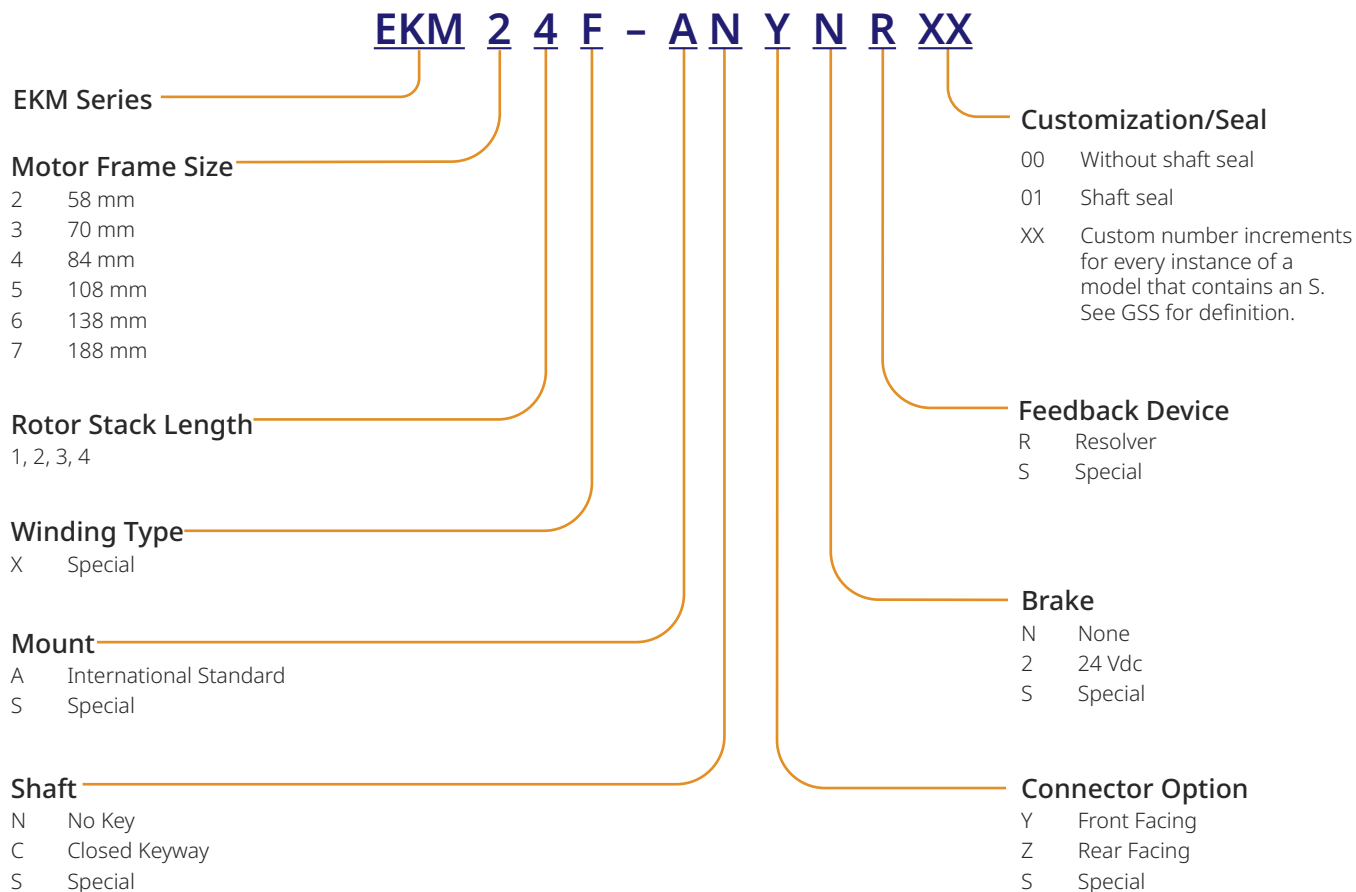 EKM 2 4 F – A N Y N R XX
EKM Series
Motor Frame Size
2 58 mm
3 70 mm
4 84 mm
5 108 mm
6 138 mm
7 188 mm
Rotor Stack Length
1, 2, 3, 4
Winding Type
X Special
Mount
A International Standard
S Special
Shaft
N No Key
C Closed Keyway
S Special
Customization/Seal
00 Without shaft seal
01 Shaft seal
XX Custom number increments
for every instance of a
model that contains an S.
See GSS for definition.
Feedback Device
R Resolver
S Special
Brake
N None
2 24 Vdc
S Special
Connector Option
Y Front Facing
Z Rear Facing
S Special